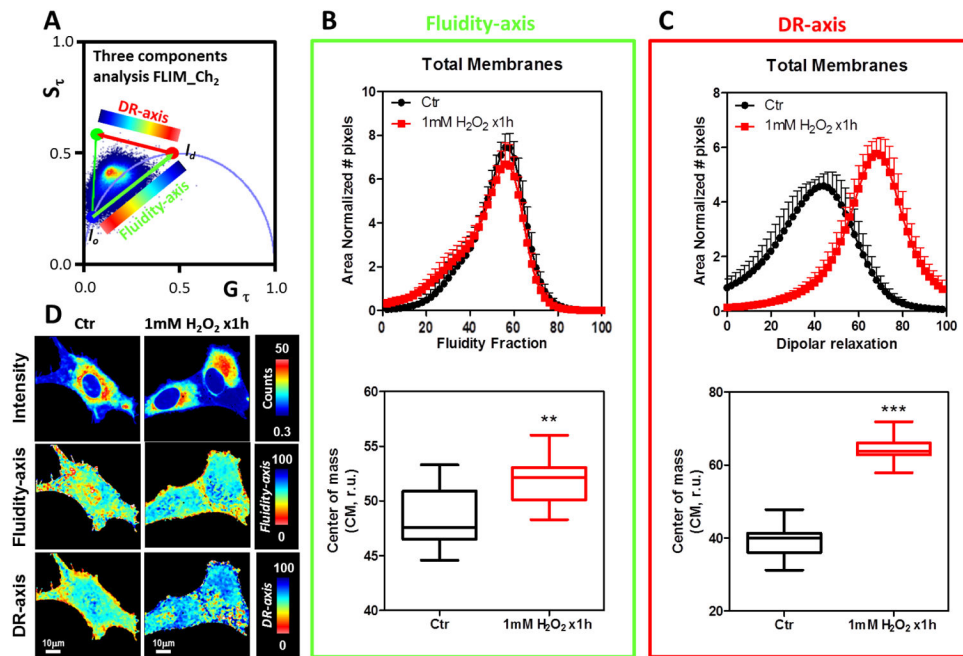 A
1.0
Sτ
Three components
analysis FLIM_Ch2
DR-axis
0.5
ld
Fluidity-axis
lo
0.0
0.0
0.5
Gτ
1.0
B
Fluidity-axis
Total Membranes
Ctr
1mM H2O2 x1h
Area Normalized # pixels
10
8
6
4
2
0
0
20
40
60
80
100
Fluidity Fraction
Center of mass
(CM, r.u.)
60
55
50
45
40
**
Ctr
1mM H2O2 x1h
C
DR-axis
Total Membranes
Ctr
1mM H2O2 x1h
Area Normalized # pixels
8
6
4
2
0
0
20
40
60
80
100
Dipolar relaxation
Center of mass
(CM, r.u.)
80
60
40
20
***
Ctr
1mM H2O2 x1h
D
Ctr
1mM H2O2 x1h
Intensity
50
Counts
0.3
Fluidity-axis
100
Fluidity-axis
0
DR-axis
100
DR-axis
0
10μm
10μm